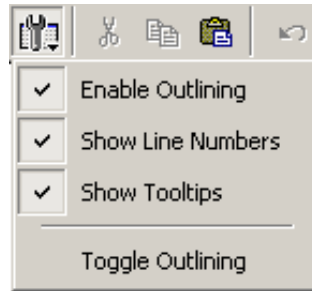 Enable Outlining
Show Line Numbers
Show Tooltips
Toggle Outlining